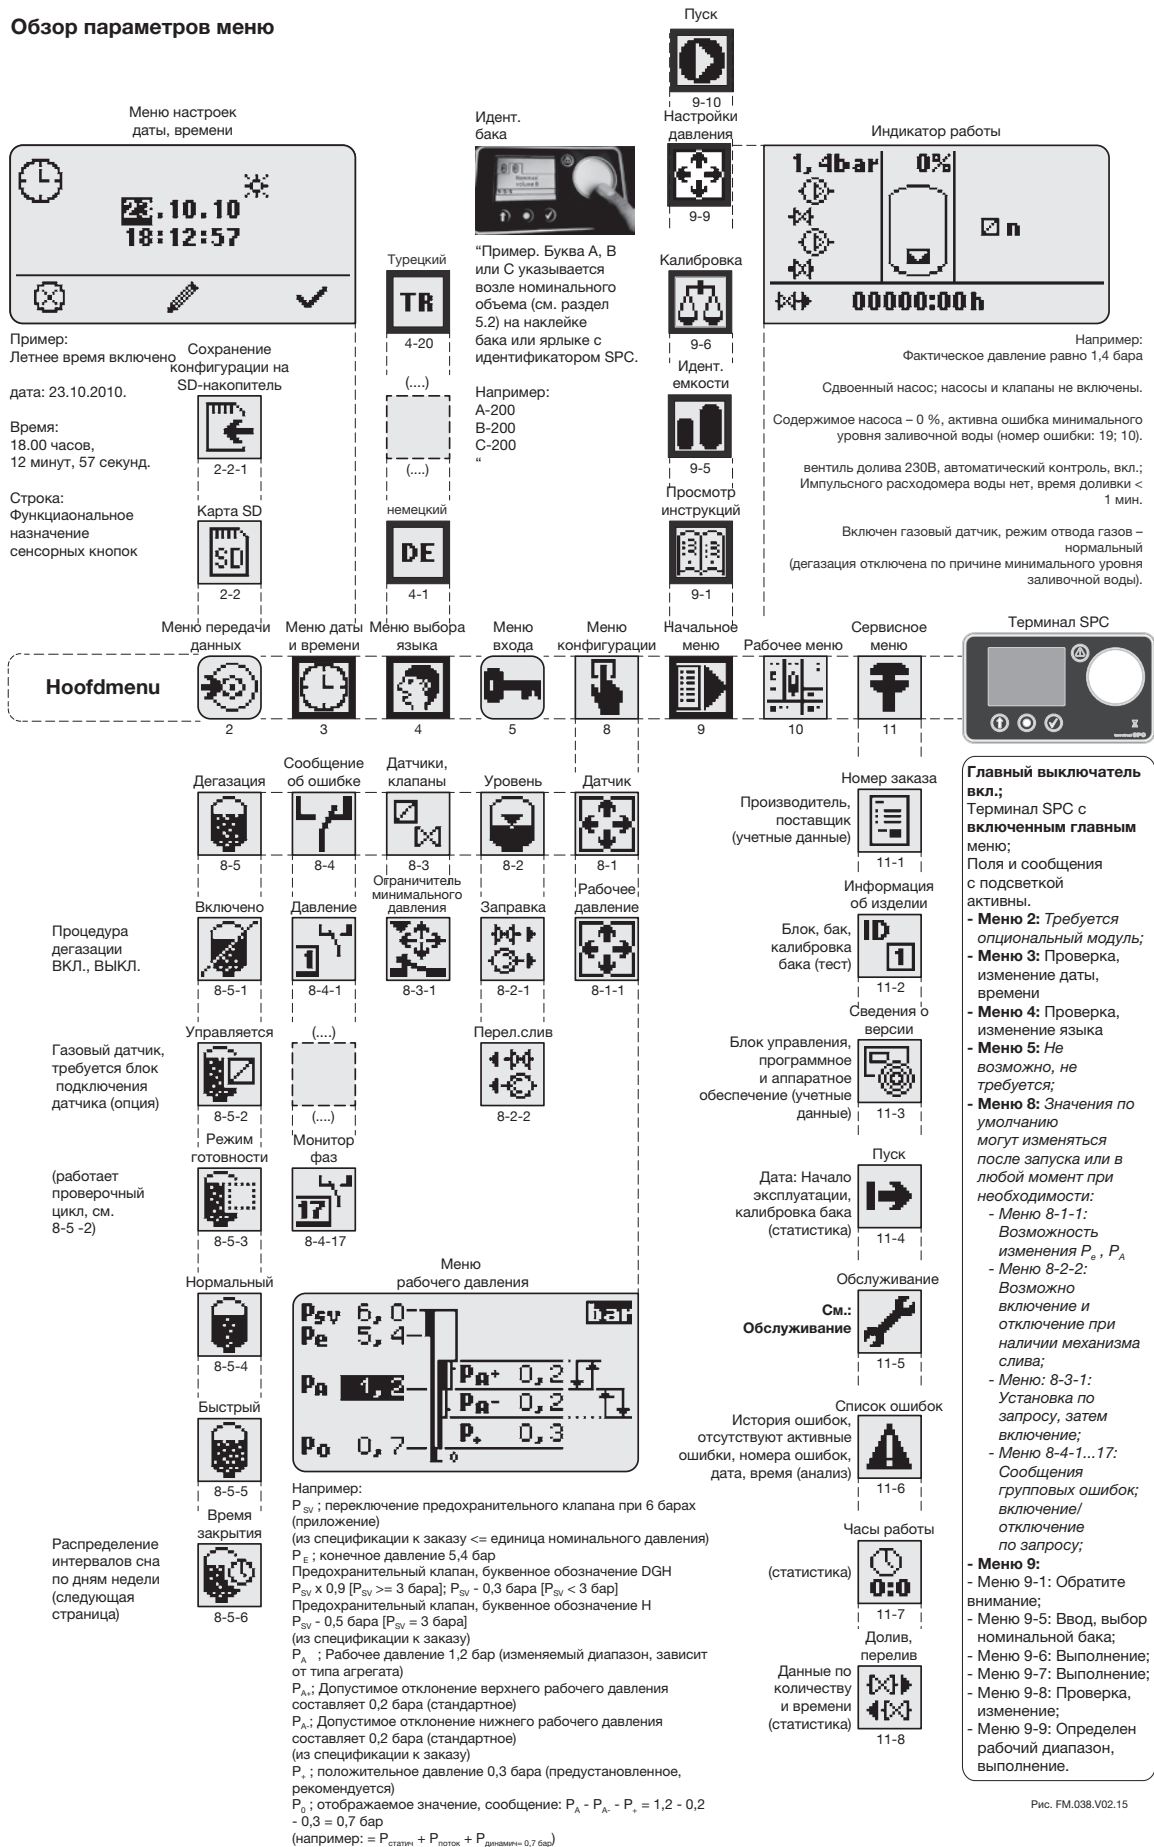 Обзор параметров меню
Пуск
9-10
Меню настроек
даты, времени
23.10.10
18:12:57
Пример:
Летнее время включено
дата: 23.10.2010.
Время:
18.00 часов,
12 минут, 57 секунд.
Строка:
Функциаональное
назначение
сенсорных кнопок
Сохранение
конфигурации на
SD-накопитель
2-2-1
Карта SD
SD
2-2
Турецкий
TR
4-20
(....)
(....)
немецкий
DE
4-1
Идент.
бака
“Пример. Буква A, B
или C указывается
возле номинального
объема (см. раздел
5.2) на наклейке
бака или ярлыке с
идентификатором SPC.
Например:
A-200
B-200
C-200
“
Настройки
давления
9-9
Калибровка
9-6
Идент.
емкости
9-5
Просмотр
инструкций
9-1
Индикатор работы
1,4bar 0%
n
00000:00h
Например:
Фактическое давление равно 1,4 бара
Сдвоенный насос; насосы и клапаны не включены.
Содержимое насоса – 0 %, активна ошибка минимального
уровня заливочной воды (номер ошибки: 19; 10).
вентиль долива 230В, автоматический контроль, вкл.;
Импульсного расходомера воды нет, время доливки <
1 мин.
Включен газовый датчик, режим отвода газов –
нормальный
(дегазация отключена по причине минимального уровня
заливочной воды).
Hoofdmenu
Меню передачи
данных
2
Меню даты
и времени
3
Меню выбора
языка
4
Меню
входа
5
Меню
конфигурации
8
Начальное
меню
9
Рабочее меню
10
Сервисное
меню
11
Терминал SPC
terminal SPC
Дегазация
8-5
Сообщение
об ошибке
8-4
Датчики,
клапаны
8-3
Уровень
8-2
Датчик
8-1
Процедура
дегазации
ВКЛ., ВЫКЛ.
Включено
8-5-1
Давление
1
8-4-1
Ограничитель
минимального
давления
8-3-1
Заправка
8-2-1
Рабочее
давление
8-1-1
Газовый датчик,
требуется блок
подключения
датчика (опция)
Управляется
8-5-2
(....)
(....)
Перел.слив
8-2-2
(работает
проверочный
цикл, см.
8-5 -2)
Режим
готовности
8-5-3
Монитор
фаз
17
8-4-17
Нормальный
8-5-4
Быстрый
8-5-5
Распределение
интервалов сна
по дням недели
(следующая
страница)
Время
закрытия
8-5-6
Меню
рабочего давления
Psv 6,0
bar
Pe 5,4
PA 1,2
PA+ 0,2
PA- 0,2
P+ 0,3
Po 0,7
0
Например:
PSV ; переключение предохранительного клапана при 6 барах
(приложение)
(из спецификации к заказу <= единица номинального давления)
PE ; конечное давление 5,4 бар
Предохранительный клапан, буквенное обозначение DGH
PSV x 0,9 [PSV >= 3 бара]; PSV - 0,3 бара [PSV < 3 бар]
Предохранительный клапан, буквенное обозначение H
PSV - 0,5 бара [PSV = 3 бара]
(из спецификации к заказу)
PA ; Рабочее давление 1,2 бар (изменяемый диапазон, зависит
от типа агрегата)
PA+; Допустимое отклонение верхнего рабочего давления
составляет 0,2 бара (стандартное)
PA-; Допустимое отклонение нижнего рабочего давления
составляет 0,2 бара (стандартное)
(из спецификации к заказу)
P+ ; положительное давление 0,3 бара (предустановленное,
рекомендуется)
P0 ; отображаемое значение, сообщение: PA - PA- - P+ = 1,2 - 0,2
- 0,3 = 0,7 бар
(например: = Pстатич + Pпоток + Pдинамич= 0,7 бар)
Номер заказа
Производитель,
поставщик
(учетные данные)
11-1
Информация
об изделии
Блок, бак,
калибровка
бака (тест)
ID
1
11-2
Сведения о
версии
Блок управления,
программное
и аппаратное
обеспечение (учетные
данные)
11-3
Пуск
Дата: Начало
эксплуатации,
калибровка бака
(статистика)
11-4
Обслуживание
См.:
Обслуживание
11-5
Список ошибок
История ошибок,
отсутствуют активные
ошибки, номера ошибок,
дата, время (анализ)
11-6
Часы работы
(статистика)
0:0
11-7
Долив,
перелив
Данные по
количеству
и времени
(статистика)
11-8
Главный выключатель
вкл.;
Терминал SPC с
включенным главным
меню;
Поля и сообщения
с подсветкой
активны.
- Меню 2: Требуется
опциональный модуль;
- Меню 3: Проверка,
изменение даты,
времени
- Меню 4: Проверка,
изменение языка
- Меню 5: Не
возможно, не
требуется;
- Меню 8: Значения по
умолчанию
могут изменяться
после запуска или в
любой момент при
необходимости:
- Меню 8-1-1:
Возможность
изменения Pe , PA
- Меню 8-2-2:
Возможно
включение и
отключение при
наличии механизма
слива;
- Меню: 8-3-1:
Установка по
запросу, затем
включение;
- Меню 8-4-1...17:
Сообщения
групповых ошибок;
включение/
отключение
по запросу;
- Меню 9:
- Меню 9-1: Обратите
внимание;
- Меню 9-5: Ввод, выбор
номинальной бака;
- Меню 9-6: Выполнение;
- Меню 9-7: Выполнение;
- Меню 9-8: Проверка,
изменение;
- Меню 9-9: Определен
рабочий диапазон,
выполнение.
Рис. FM.038.V02.15